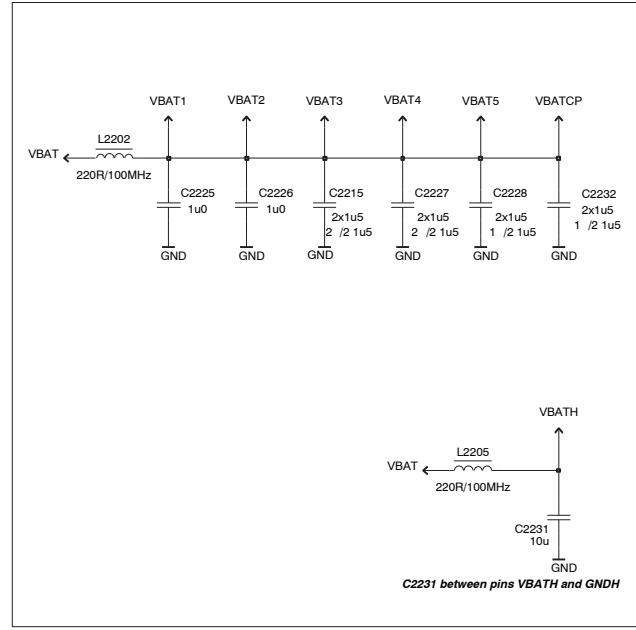 VBAT1 VBAT2 VBAT3 VBAT4 VBAT5 VBATCP
L2202
VBAT
220R/100MHz
C2225 C2226 C2215 C2227 C2228 C2232
1u0 1u0 2x1u5 2x1u5 2x1u5 2x1u5
2 /2 1u5 2 /2 1u5 1 /2 1u5 1 /2 1u5
GND GND GND GND GND GND
VBATH
L2205
VBAT
220R/100MHz
C2231
10u
GND
C2231 between pins VBATH and GNDH